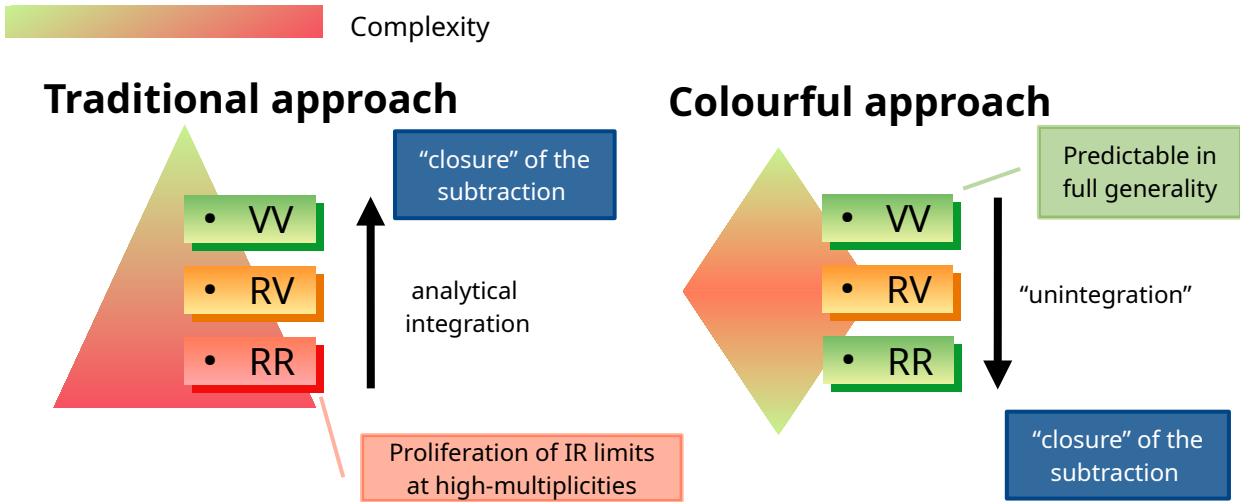 Complexity
Traditional approach
“closure” of the
subtraction
• VV
• RV
• RR
analytical
integration
Proliferation of IR limits
at high-multiplicities
Colourful approach
Predictable in
full generality
• VV
• RV
• RR
“unintegration”
“closure” of the
subtraction